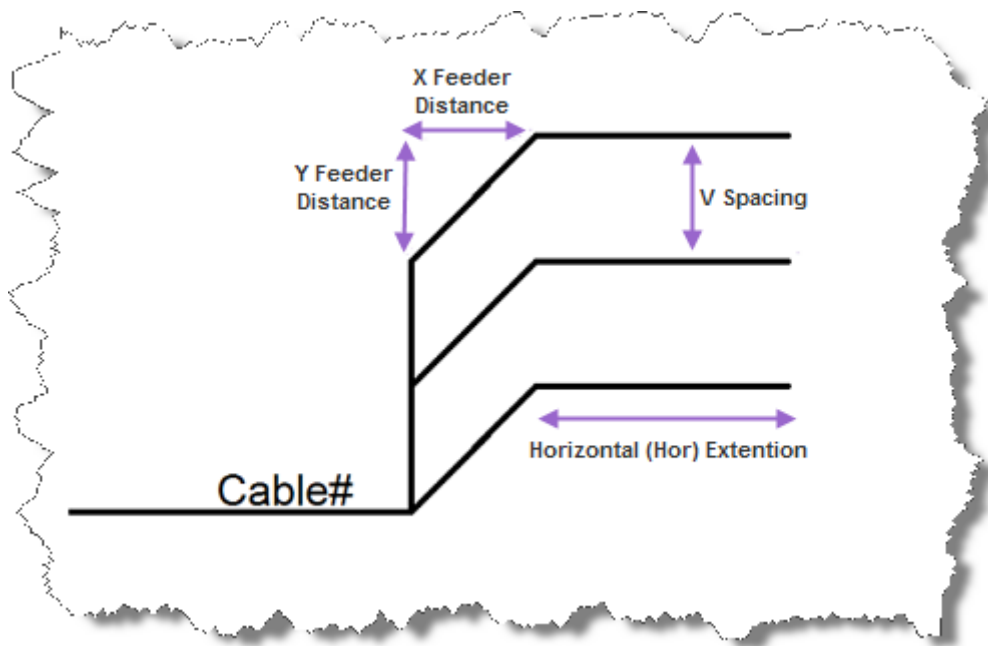 X Feeder
Distance
Y Feeder
Distance
V Spacing
Horizontal (Hor) Extention
Cable#